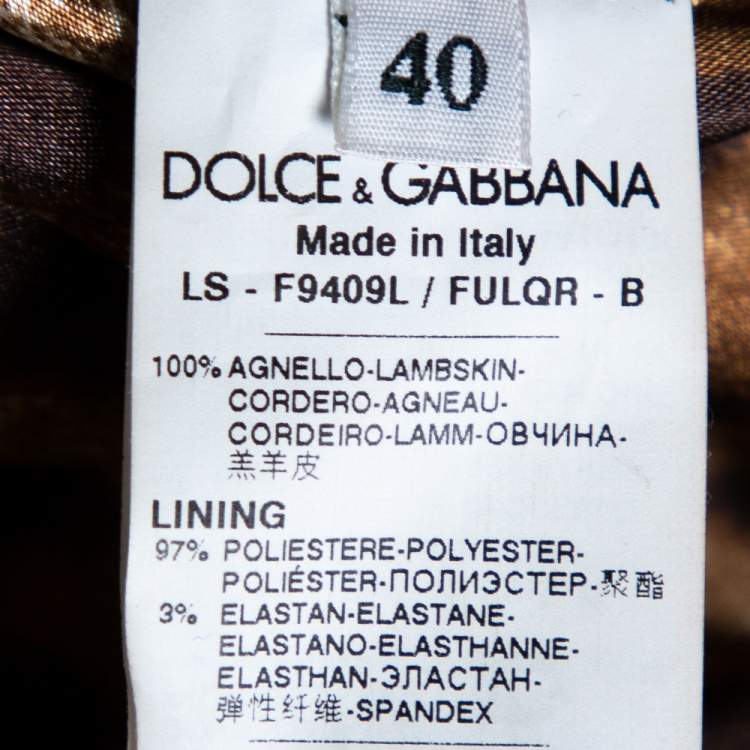 40
DOLCE & GABBANA
Made in Italy
LS - F9409L / FULQR - B
100% AGNELLO-LAMBSKIN-
CORDERO-AGNEAU-
CORDEIRO-LAMM-ОВЧИНА-
羔羊皮
LINING
97% POLIESTERE-POLYESTER-
POLIÉSTER-ПОЛИЭСТЕР-聚酯
3% ELASTAN-ELASTANE-
ELASTANO-ELASTHANNE-
ELASTHAN-ЭЛАСТАН-
弹性纤维-SPANDEX